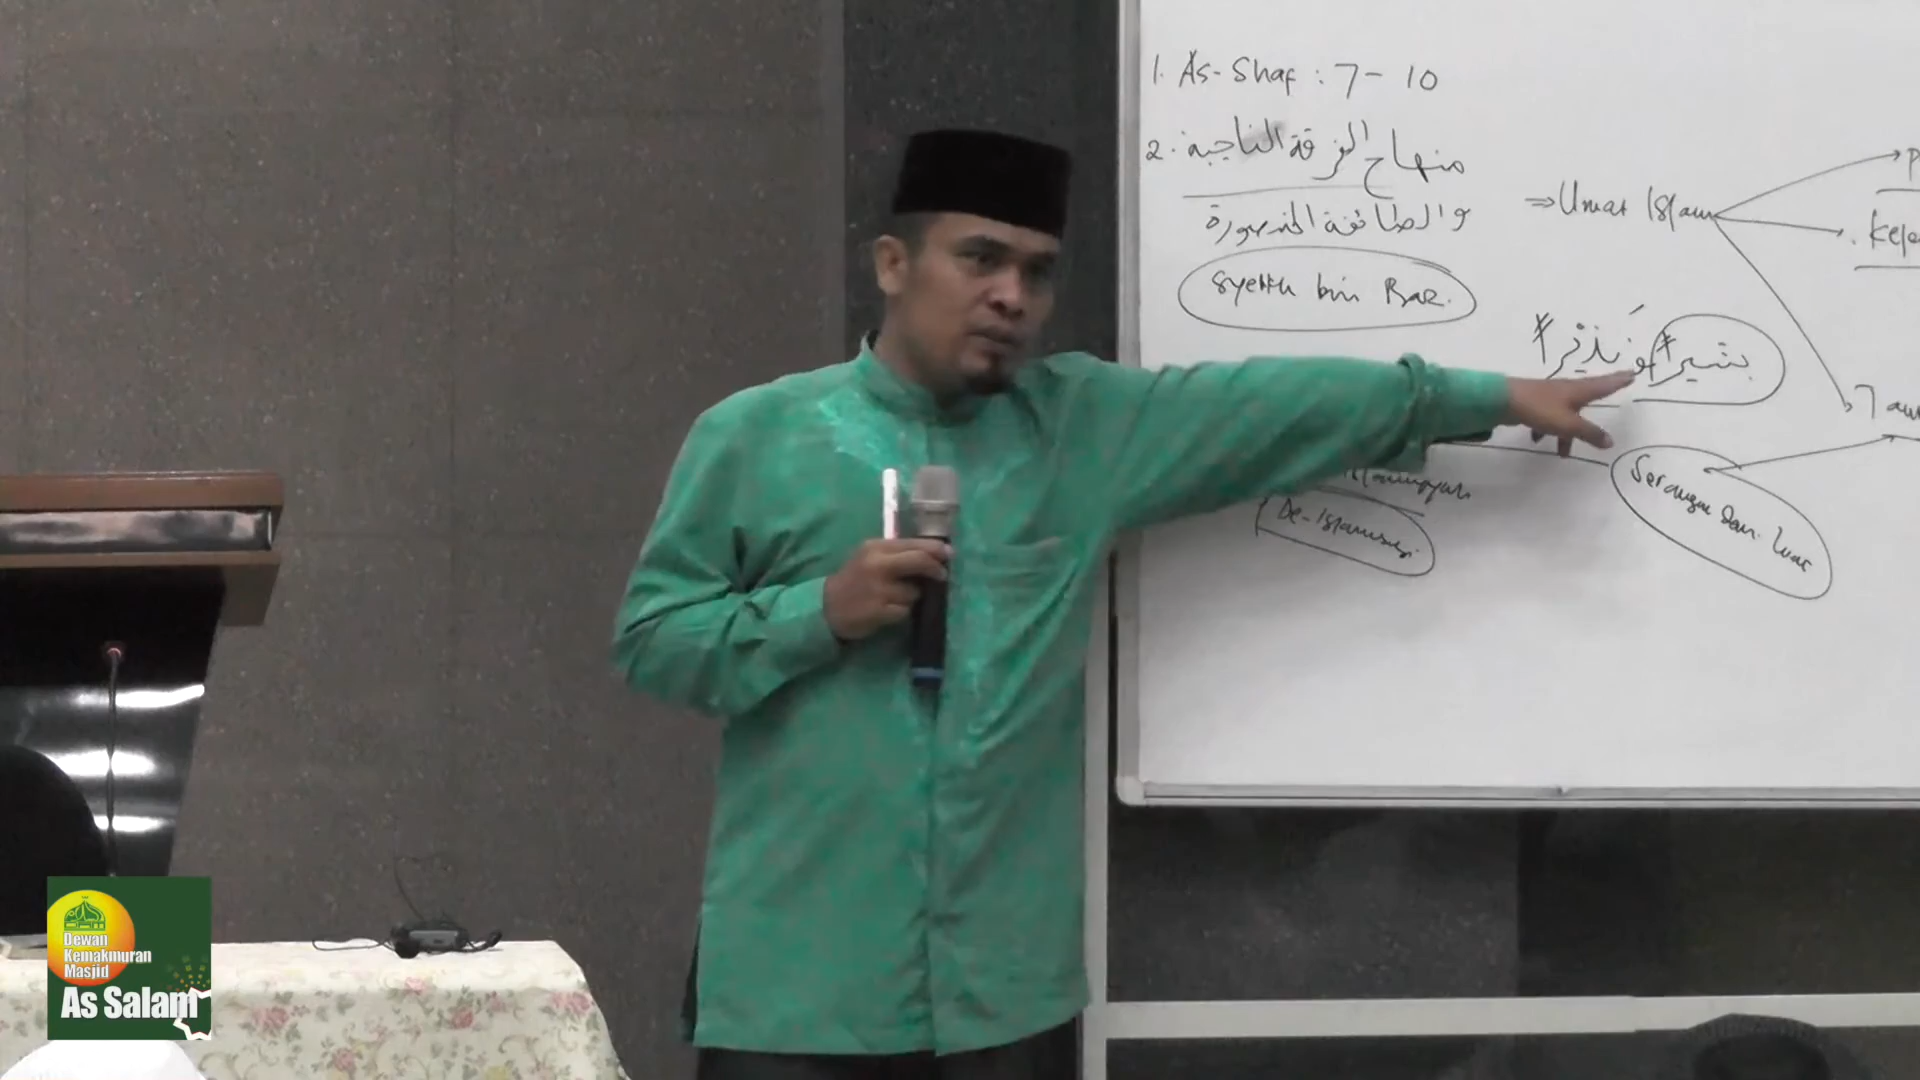 1. As-Shaf : 7 - 10
2. منهاج الفرقة الناجية
والطائفة المنصورة
Syeikh bin Baz.
⇒ Umat Islam
بشيرا ونذيرا
De-Islamisasi.
Serangan dari luar
Dewan
Kemakmuran
Masjid
As Salam